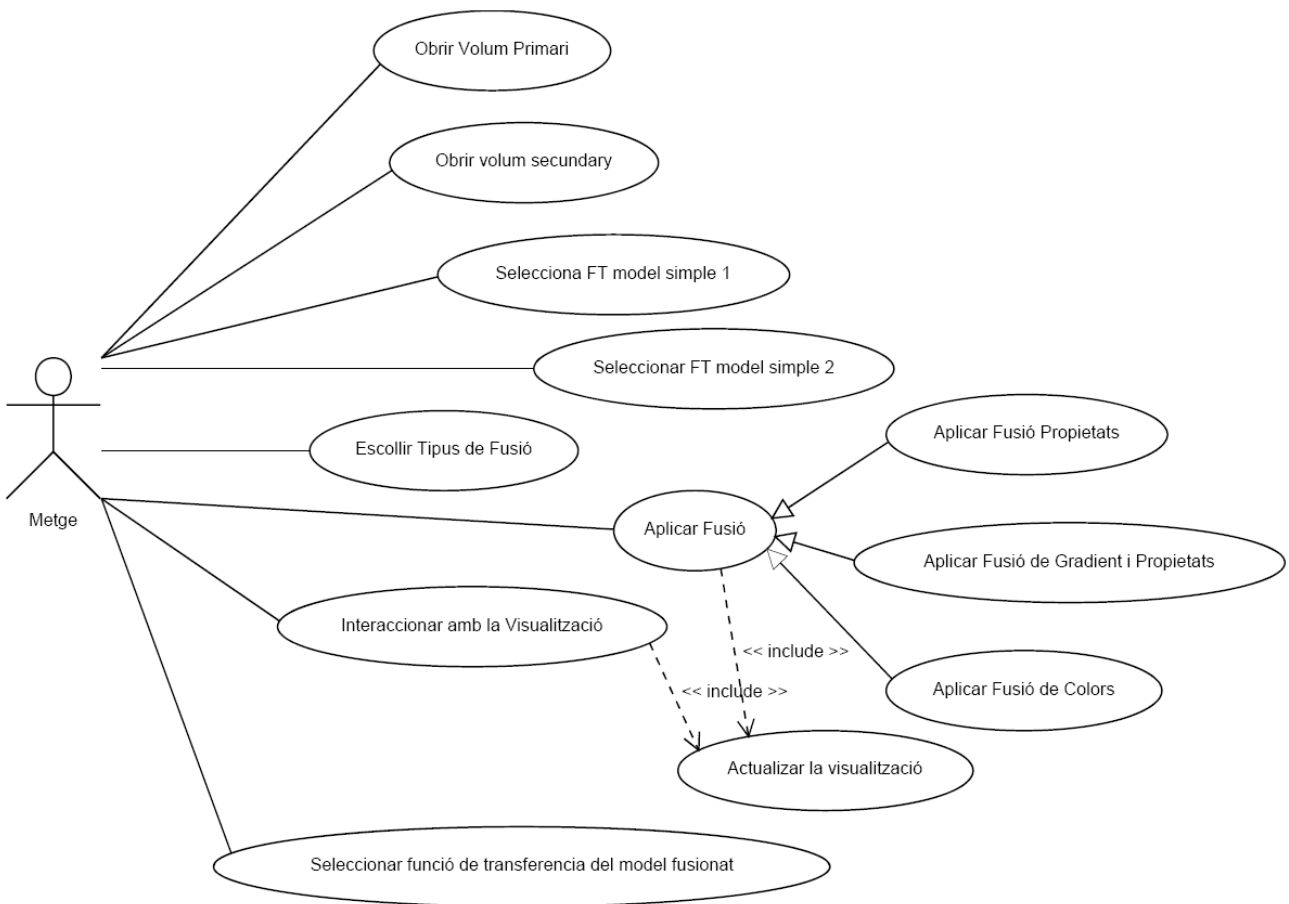 Obrir Volum Primari
Obrir volum secundary
Selecciona FT model simple 1
Seleccionar FT model simple 2
Aplicar Fusió Propietats
Escollir Tipus de Fusió
Metge
Aplicar Fusió
Aplicar Fusió de Gradient i Propietats
Interaccionar amb la Visualització
<< include >>
<< include >>
Aplicar Fusió de Colors
Actualizar la visualització
Seleccionar funció de transferencia del model fusionat